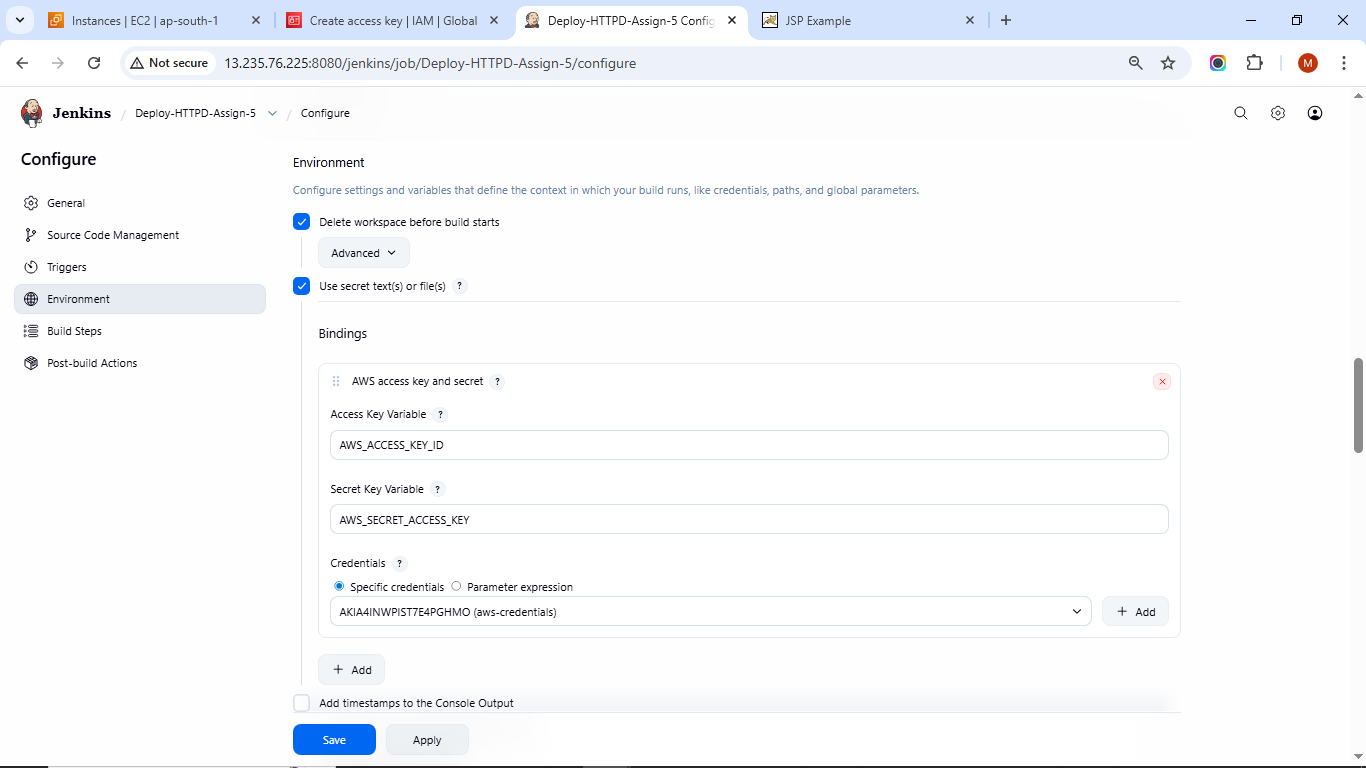 Instances | EC2 | ap-south-1
Create access key | IAM | Global
Deploy-HTTPD-Assign-5 Config
JSP Example
Not secure
13.235.76.225:8080/jenkins/job/Deploy-HTTPD-Assign-5/configure
M
Jenkins / Deploy-HTTPD-Assign-5 / Configure
Configure
General
Source Code Management
Triggers
Environment
Build Steps
Post-build Actions
Environment
Configure settings and variables that define the context in which your build runs, like credentials, paths, and global parameters.
Delete workspace before build starts
Advanced
Use secret text(s) or file(s) ?
Bindings
AWS access key and secret ?
Access Key Variable ?
AWS_ACCESS_KEY_ID
Secret Key Variable ?
AWS_SECRET_ACCESS_KEY
Credentials ?
Specific credentials Parameter expression
AKIA4INWPIST7E4PGHMO (aws-credentials)
+ Add
+ Add
Add timestamps to the Console Output
Save Apply